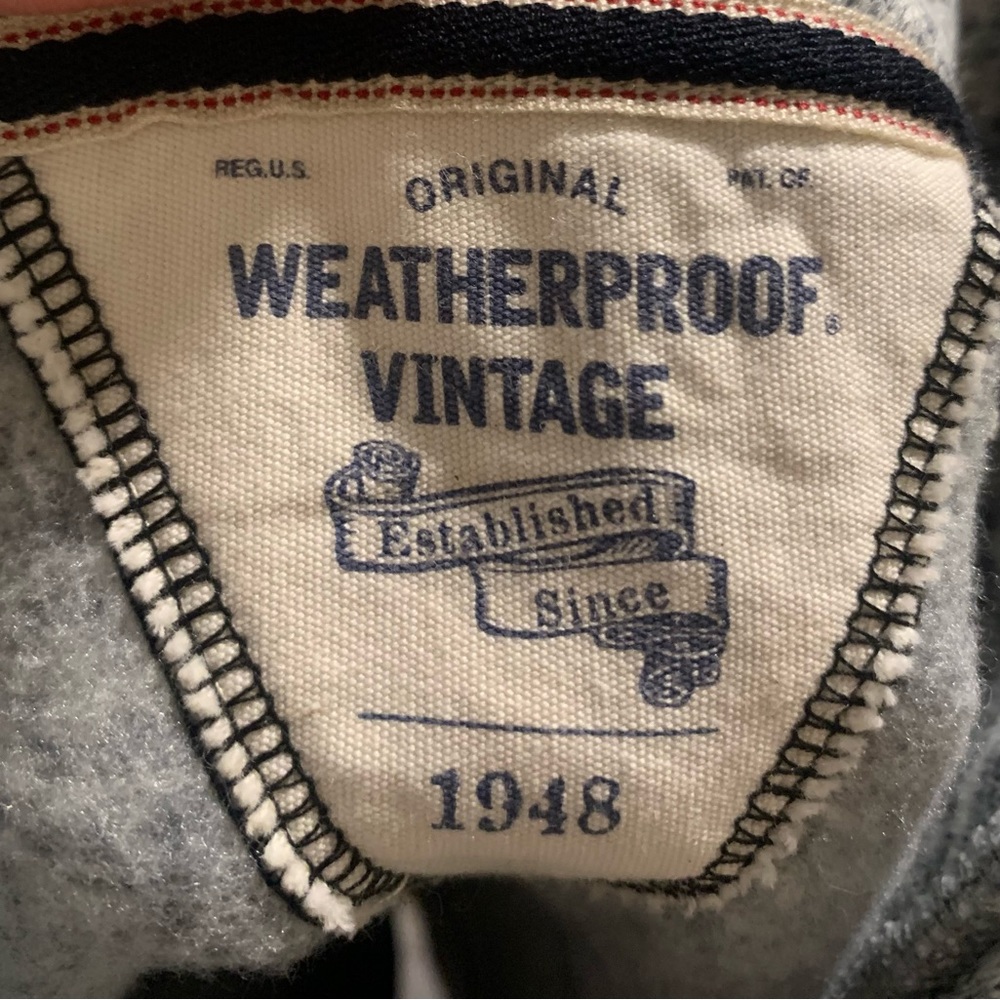 REG.U.S. ORIGINAL PAT. OF.
WEATHERPROOF®
VINTAGE
Established
Since
1948